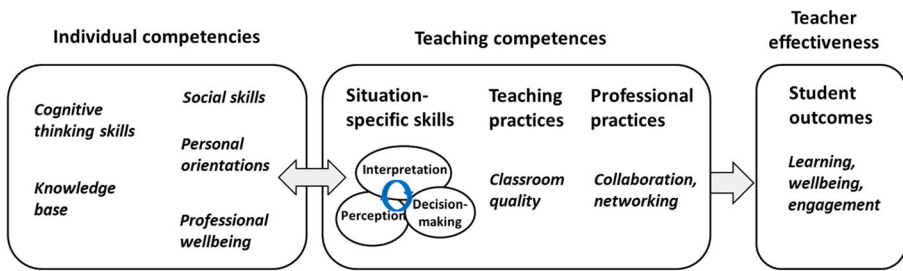 Individual competencies
Cognitive
thinking skills
Knowledge
base
Social skills
Personal
orientations
Professional
wellbeing
Teaching competences
Situation-
specific skills
Interpretation
Perception
Decision-
making
Teaching
practices
Classroom
quality
Professional
practices
Collaboration,
networking
Teacher
effectiveness
Student
outcomes
Learning,
wellbeing,
engagement